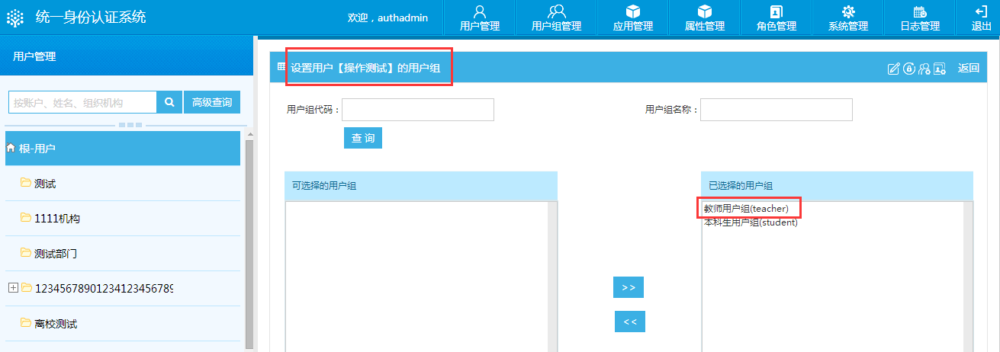 统一身份认证系统
欢迎，authadmin
用户管理
用户组管理
应用管理
属性管理
角色管理
系统管理
日志管理
退出
用户管理
按账户、姓名、组织机构
高级查询
根-用户
测试
1111机构
测试部门
12345678901234123456789
离校测试
设置用户【操作测试】的用户组
返回
用户组代码：
用户组名称：
查 询
可选择的用户组
已选择的用户组
教师用户组(teacher)
本科生用户组(student)
>>
<<